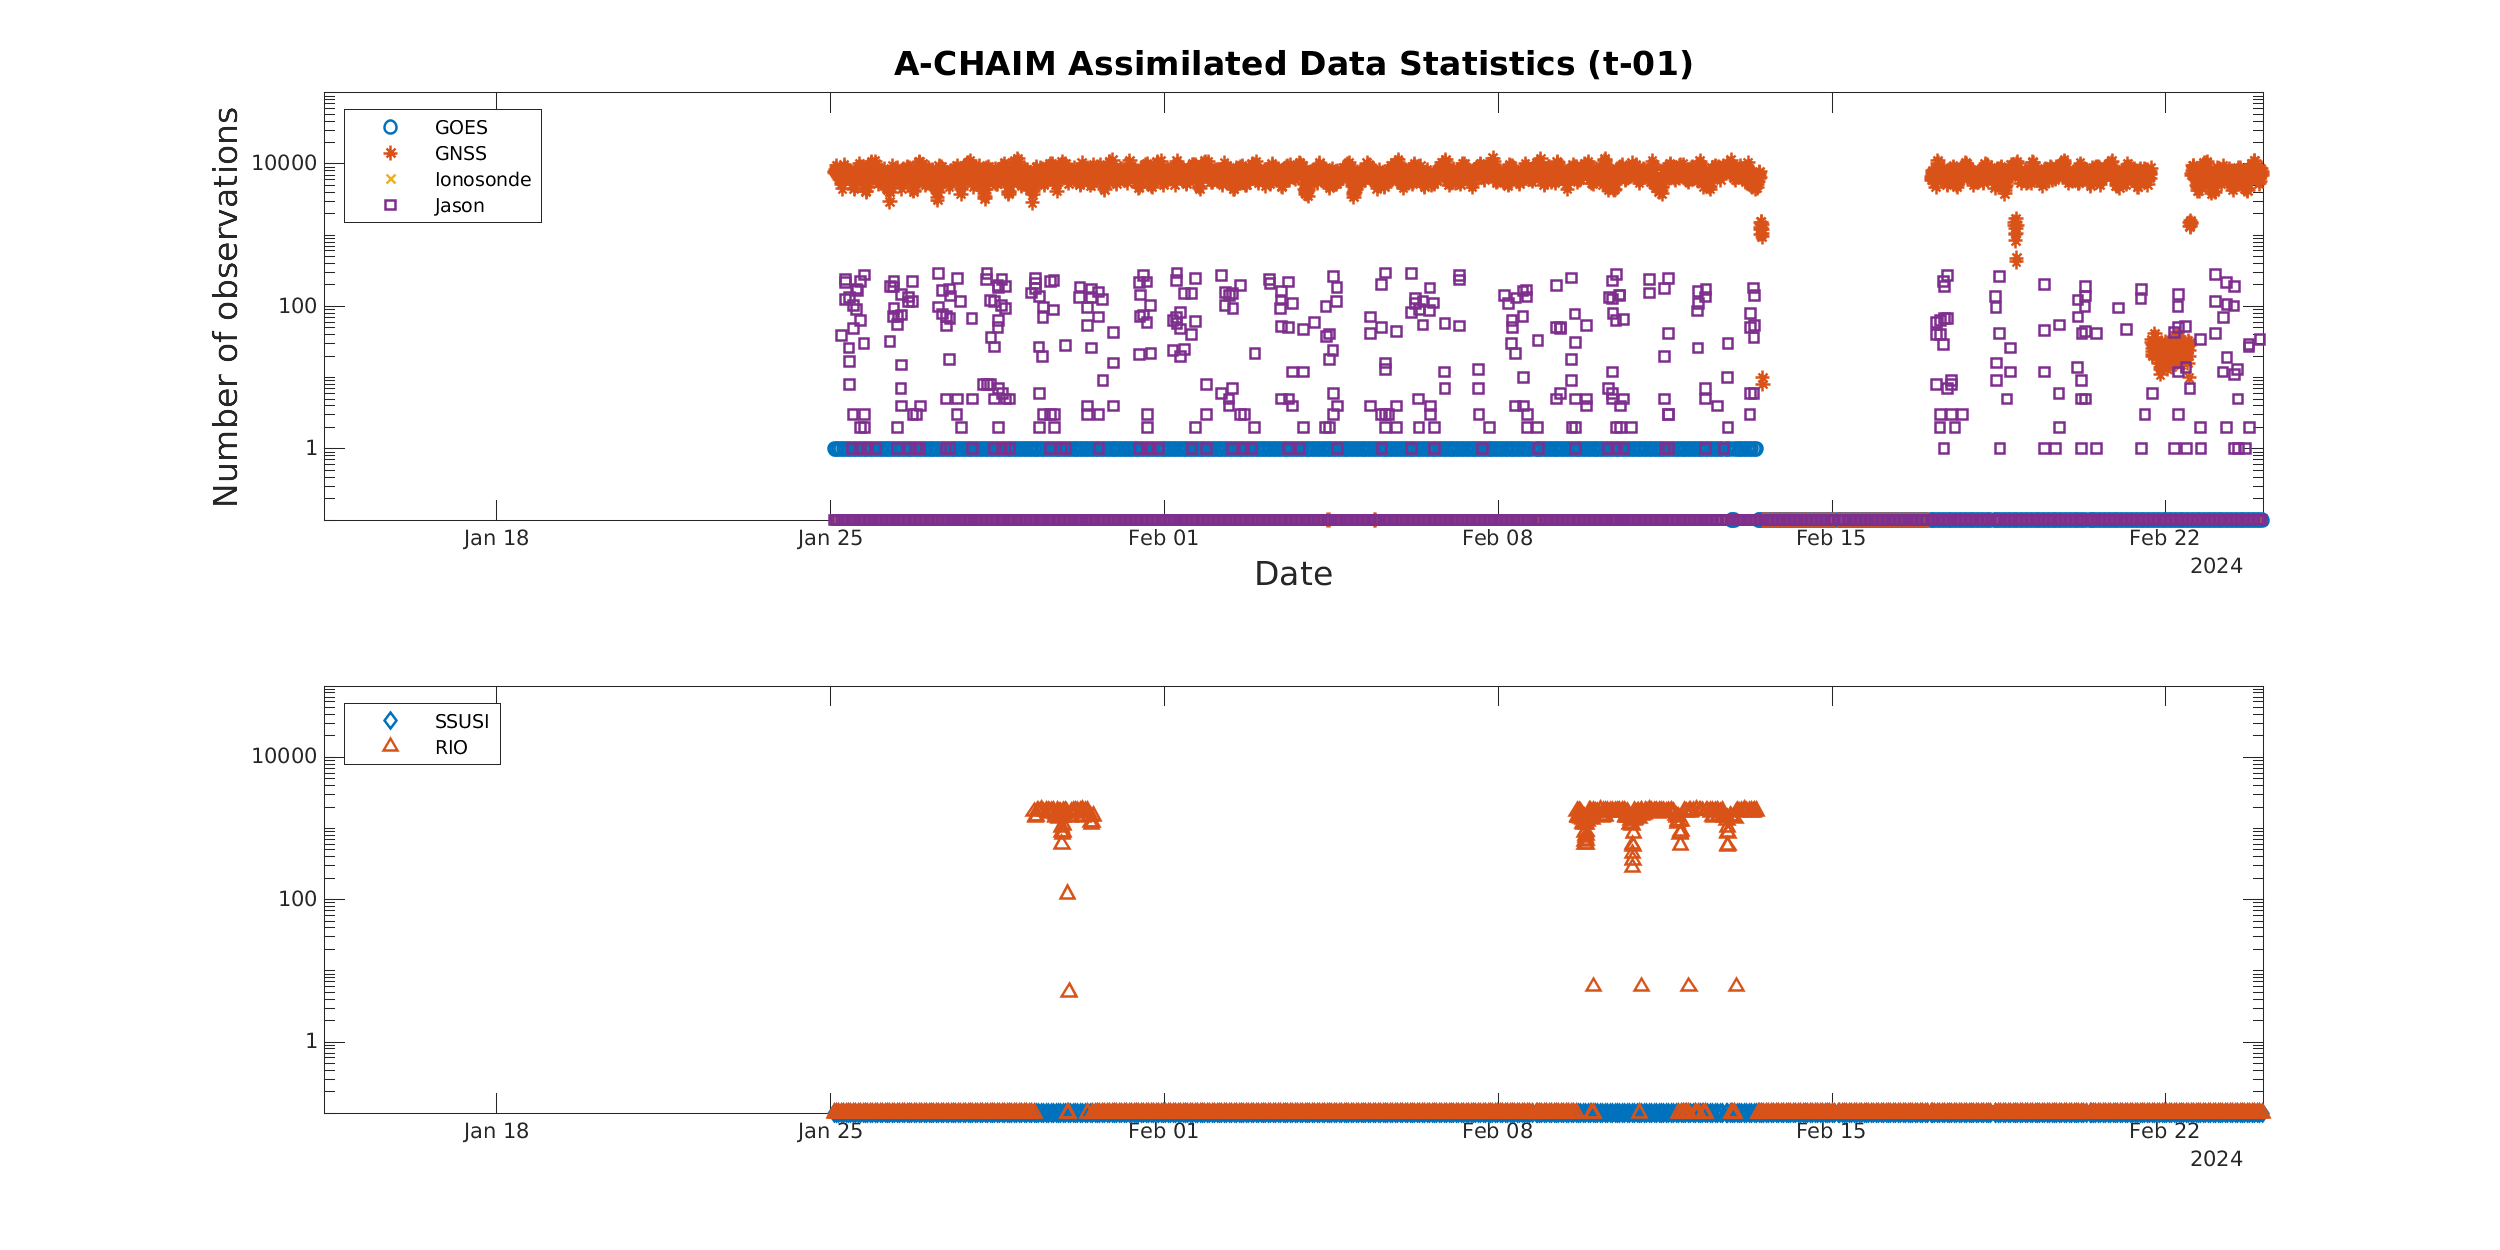 A-CHAIM Assimilated Data Statistics (t-01)
Number of observations
10000
100
1
GOES
GNSS
Ionosonde
Jason
Jan 18
Jan 25
Feb 01
Feb 08
Feb 15
Feb 22
2024
Date
10000
100
1
SSUSI
RIO
Jan 18
Jan 25
Feb 01
Feb 08
Feb 15
Feb 22
2024